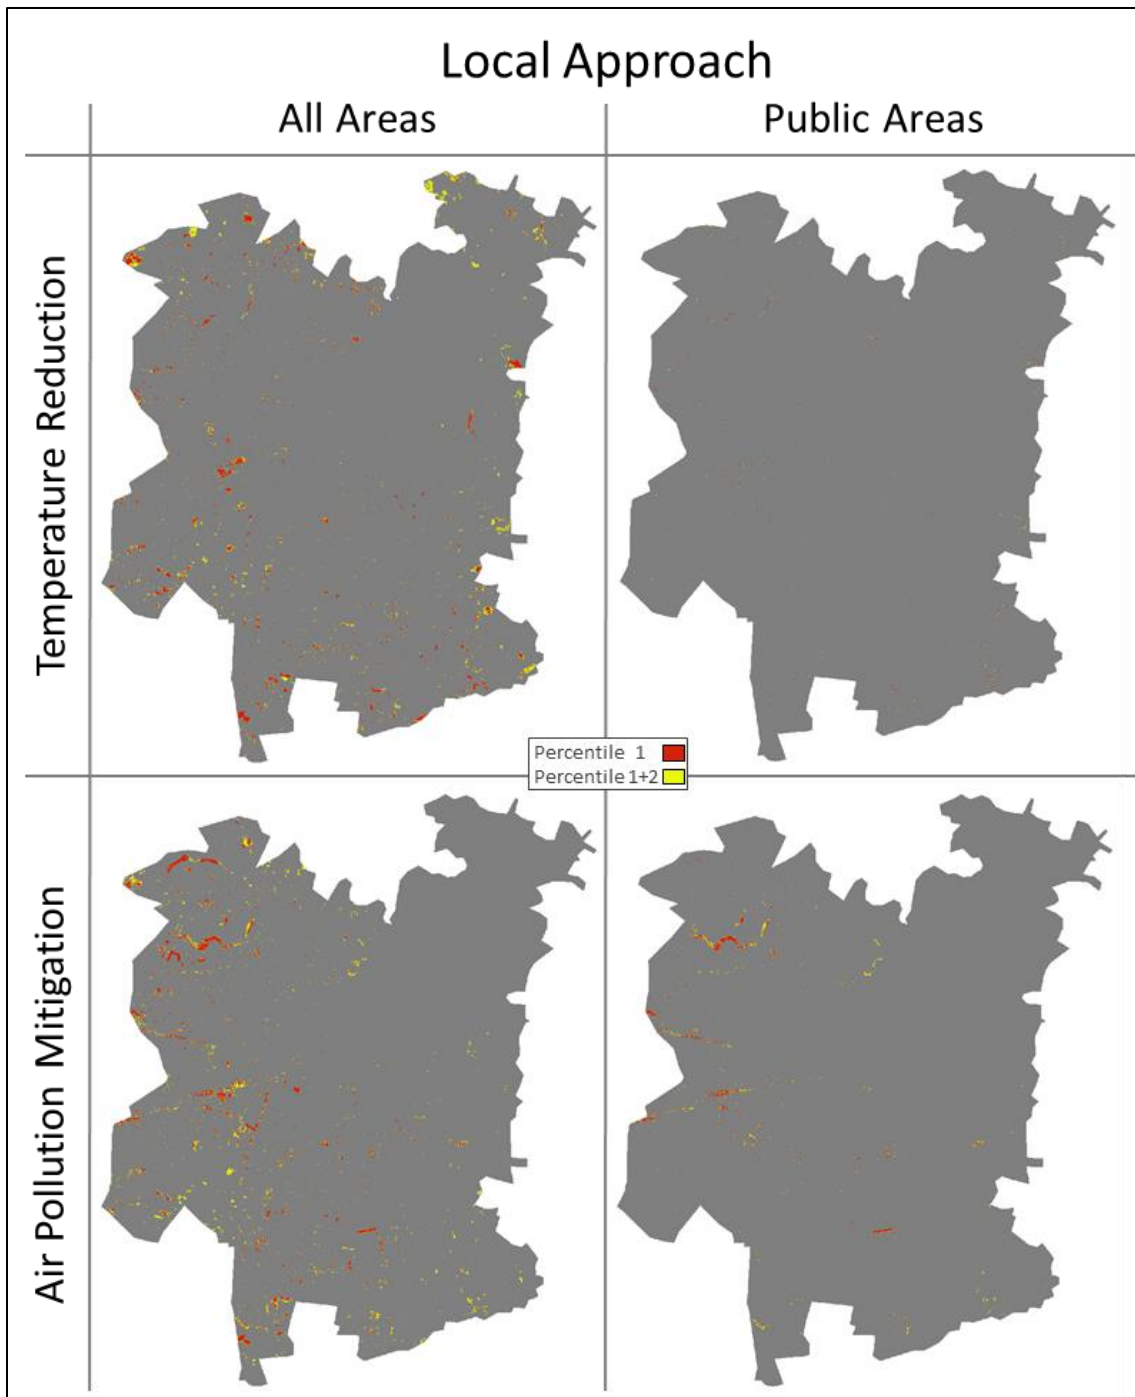 Local Approach
All Areas
Public Areas
Temperature Reduction
Percentile 1
Percentile 1+2
Air Pollution Mitigation